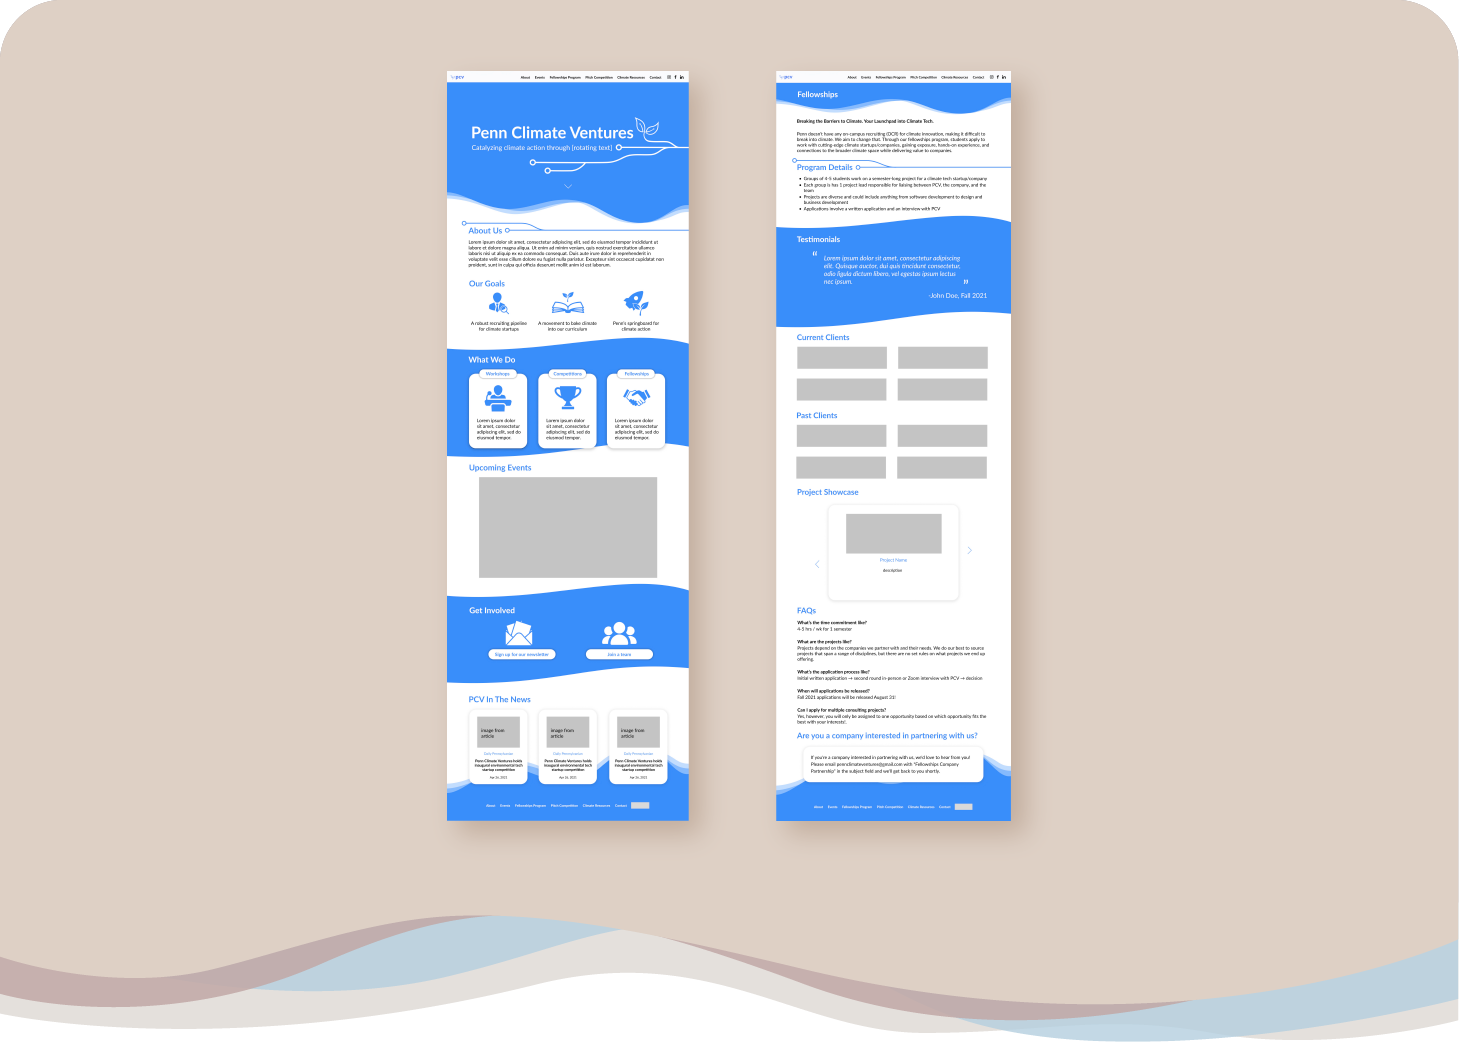 pcv
About Events Fellowships Program Pitch Competition Climate Resources Contact
Penn Climate Ventures
Catalyzing climate action through [rotating text]
About Us
Lorem ipsum dolor sit amet, consectetur adipiscing elit, sed do eiusmod tempor incididunt ut
labore et dolore magna aliqua. Ut enim ad minim veniam, quis nostrud exercitation ullamco
laboris nisi ut aliquip ex ea commodo consequat. Duis aute irure dolor in reprehenderit in
voluptate velit esse cillum dolore eu fugiat nulla pariatur. Excepteur sint occaecat cupidatat non
proident, sunt in culpa qui officia deserunt mollit anim id est laborum.
Our Goals
A robust recruiting pipeline
for climate startups
A movement to bake climate
into our curriculum
Penn's springboard for
climate action
What We Do
Workshops
Lorem ipsum dolor
sit amet, consectetur
adipiscing elit, sed do
eiusmod tempor.
Competitions
Lorem ipsum dolor
sit amet, consectetur
adipiscing elit, sed do
eiusmod tempor.
Fellowships
Lorem ipsum dolor
sit amet, consectetur
adipiscing elit, sed do
eiusmod tempor.
Upcoming Events
Get Involved
Sign up for our newsletter
Join a team
PCV In The News
image from
article
Daily Pennsylvanian
Penn Climate Ventures holds
inaugural environmental tech
startup competition
Apr 26, 2021
image from
article
Daily Pennsylvanian
Penn Climate Ventures holds
inaugural environmental tech
startup competition
Apr 26, 2021
image from
article
Daily Pennsylvanian
Penn Climate Ventures holds
inaugural environmental tech
startup competition
Apr 26, 2021
About Events Fellowships Program Pitch Competition Climate Resources Contact
pcv
About Events Fellowships Program Pitch Competition Climate Resources Contact
Fellowships
Breaking the Barriers to Climate. Your Launchpad into Climate Tech.
Penn doesn't have any on-campus recruiting (OCR) for climate innovation, making it difficult to
break into climate. We aim to change that. Through our fellowships program, students apply to
work with cutting-edge climate startups/companies, gaining exposure, hands-on experience, and
connections to the broader climate space while delivering value to companies.
Program Details
• Groups of 4-5 students work on a semester-long project for a climate tech startup/company
• Each group is has 1 project lead responsible for liaising between PCV, the company, and the
team
• Projects are diverse and could include anything from software development to design and
business development
• Applications involve a written application and an interview with PCV
Testimonials
“ Lorem ipsum dolor sit amet, consectetur adipiscing
elit. Quisque auctor, dui quis tincidunt consectetur,
odio figula dictum libero, vel egestas ipsum lectus
nec ipsum. ”
-John Doe, Fall 2021
Current Clients
Past Clients
Project Showcase
Project Name
description
FAQs
What's the time commitment like?
4-5 hrs / wk for 1 semester
What are the projects like?
Projects depend on the companies we partner with and their needs. We do our best to source
projects that span a range of disciplines, but there are no set rules on what projects we end up
offering.
What's the application process like?
Initial written application → second round in-person or Zoom interview with PCV → decision
When will applications be released?
Fall 2021 applications will be released August 31!
Can I apply for multiple consulting projects?
Yes, however, you will only be assigned to one opportunity based on which opportunity fits the
best with your interests!
Are you a company interested in partnering with us?
If you're a company interested in partnering with us, we'd love to hear from you!
Please email pennclimateventures@gmail.com with "Fellowships Company
Partnership" in the subject field and we'll get back to you shortly.
About Events Fellowships Program Pitch Competition Climate Resources Contact